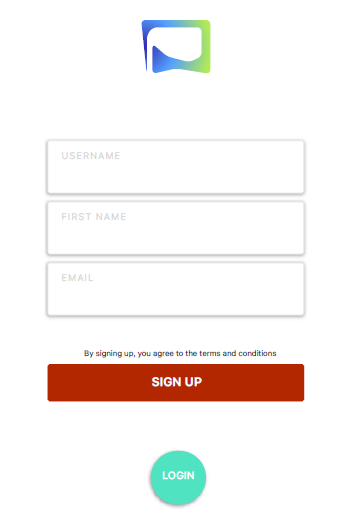 USERNAME
FIRST NAME
EMAIL
By signing up, you agree to the terms and conditions
SIGN UP
LOGIN